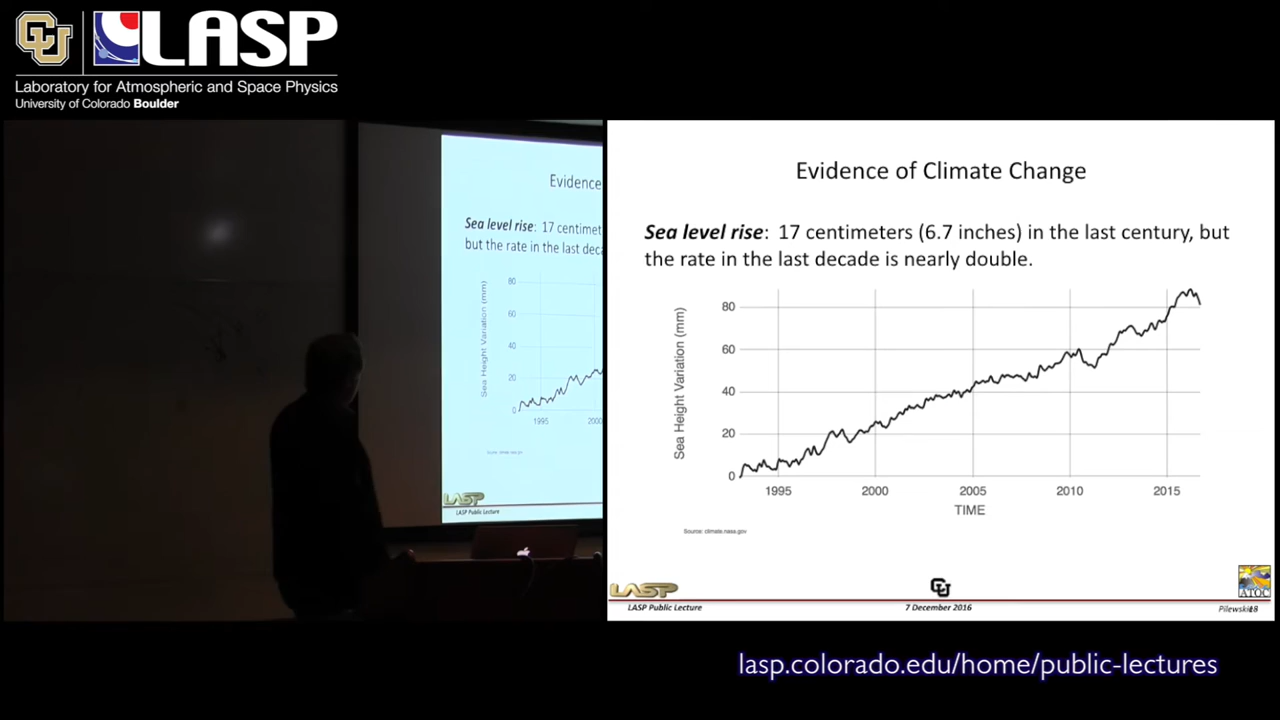 CU
LASP
Laboratory for Atmospheric and Space Physics
University of Colorado Boulder
Evidence
Sea level rise: 17 centimet
but the rate in the last deca
Sea Height Variation (mm)
80
60
40
20
0
1995
2000
LASP
LASP Public Lecture
Evidence of Climate Change
Sea level rise: 17 centimeters (6.7 inches) in the last century, but
the rate in the last decade is nearly double.
Sea Height Variation (mm)
80
60
40
20
0
1995 2000 2005 2010 2015
TIME
Source: climate.nasa.gov
LASP
CU
ATOC
LASP Public Lecture
7 December 2016
Pilewskie
lasp.colorado.edu/home/public-lectures